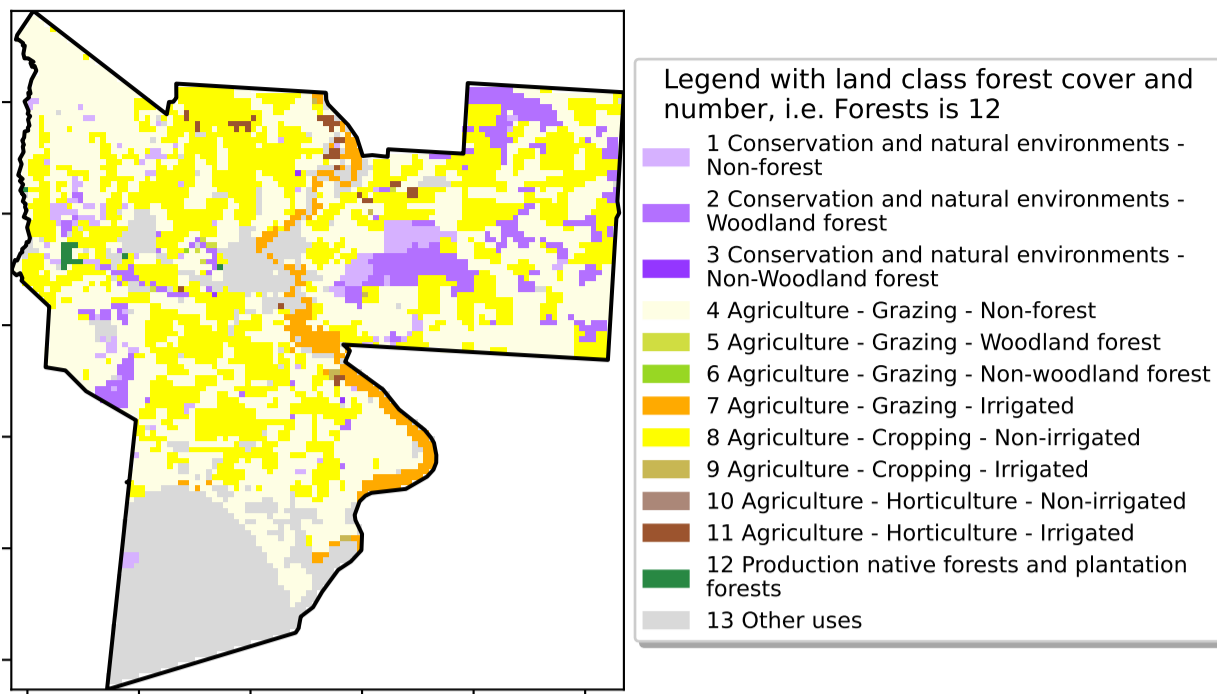 Legend with land class forest cover and
number, i.e. Forests is 12
1 Conservation and natural environments -
Non-forest
2 Conservation and natural environments -
Woodland forest
3 Conservation and natural environments -
Non-Woodland forest
4 Agriculture - Grazing - Non-forest
5 Agriculture - Grazing - Woodland forest
6 Agriculture - Grazing - Non-woodland forest
7 Agriculture - Grazing - Irrigated
8 Agriculture - Cropping - Non-irrigated
9 Agriculture - Cropping - Irrigated
10 Agriculture - Horticulture - Non-irrigated
11 Agriculture - Horticulture - Irrigated
12 Production native forests and plantation
forests
13 Other uses